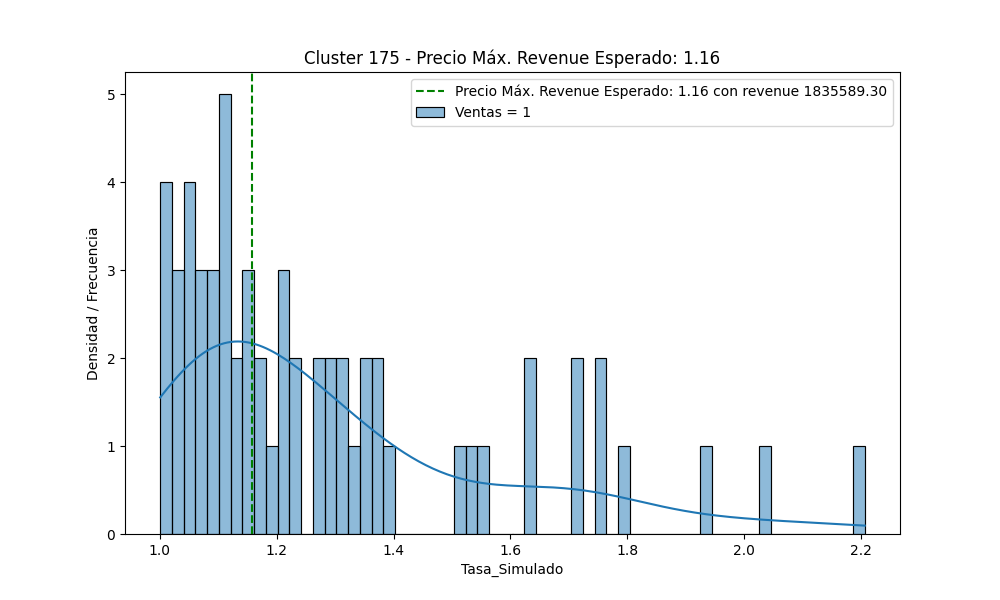 Cluster 175 - Precio Máx. Revenue Esperado: 1.16
Precio Máx. Revenue Esperado: 1.16 con revenue 1835589.30
Ventas = 1
Densidad / Frecuencia
5
4
3
2
1
0
1.0 1.2 1.4 1.6 1.8 2.0 2.2
Tasa_Simulado